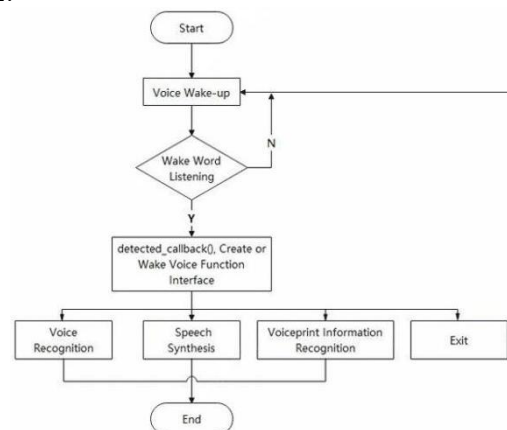 Start
Voice Wake-up
N
Wake Word
Listening
Y
detected_callback(), Create or
Wake Voice Function
Interface
Voice
Recognition
Speech
Synthesis
Voiceprint Information
Recognition
Exit
End